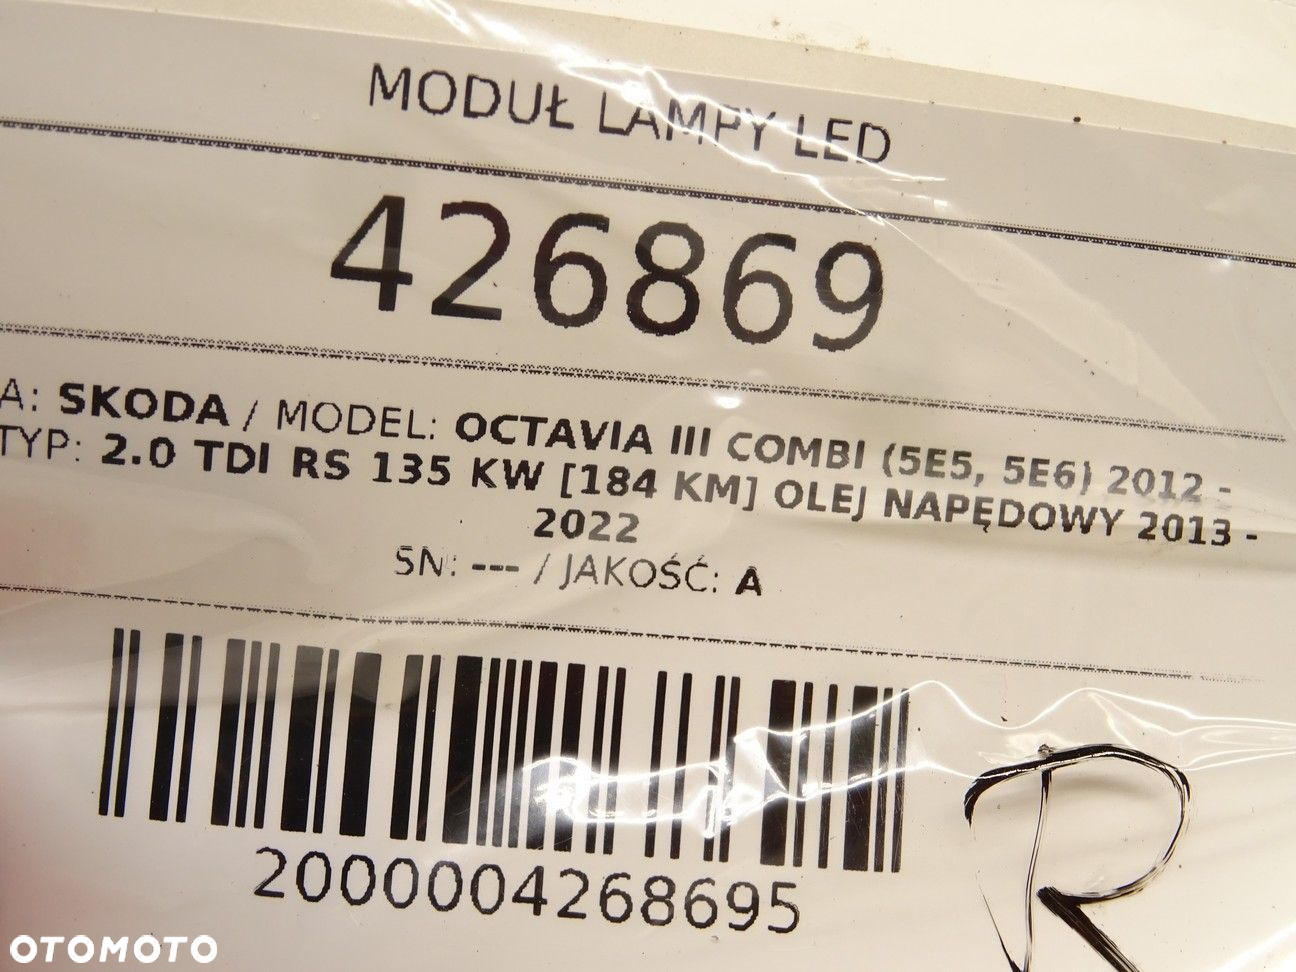 MODUŁ LAMPY LED
426869
A: SKODA / MODEL: OCTAVIA III COMBI (5E5, 5E6) 2012 -
TYP: 2.0 TDI RS 135 KW [184 KM] OLEJ NAPĘDOWY 2013 -
2022
SN: --- / JAKOŚĆ: A
2000004268695
R
OTOMOTO